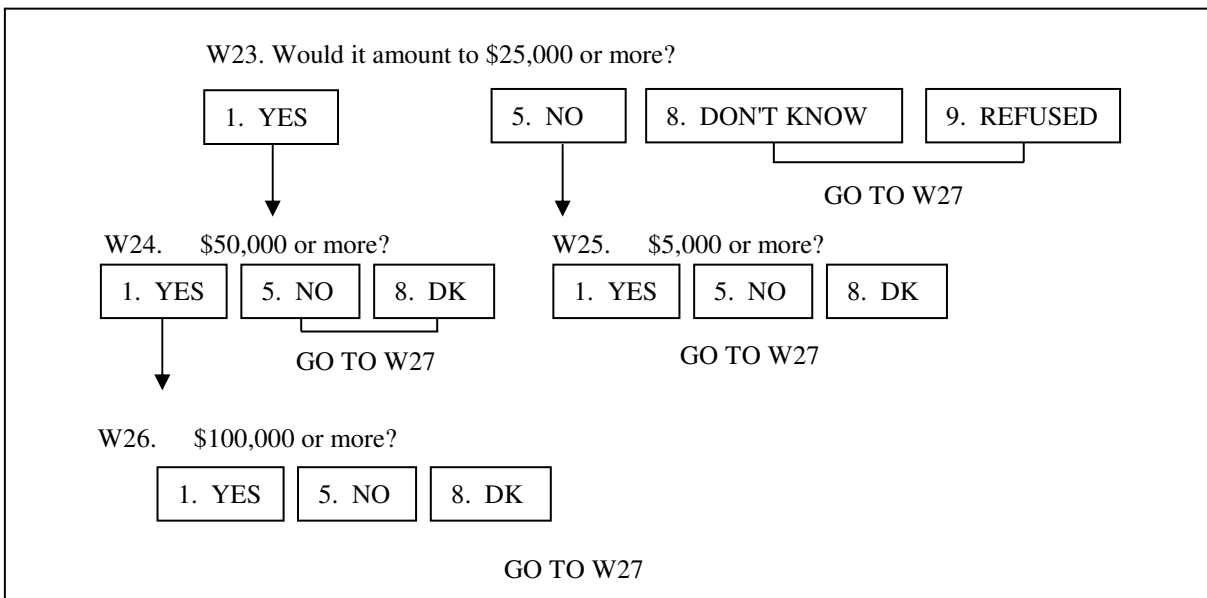 W23. Would it amount to $25,000 or more?
1. YES 5. NO 8. DON'T KNOW 9. REFUSED
GO TO W27
W24. $50,000 or more? W25. $5,000 or more?
1. YES 5. NO 8. DK 1. YES 5. NO 8. DK
GO TO W27 GO TO W27
W26. $100,000 or more?
1. YES 5. NO 8. DK
GO TO W27